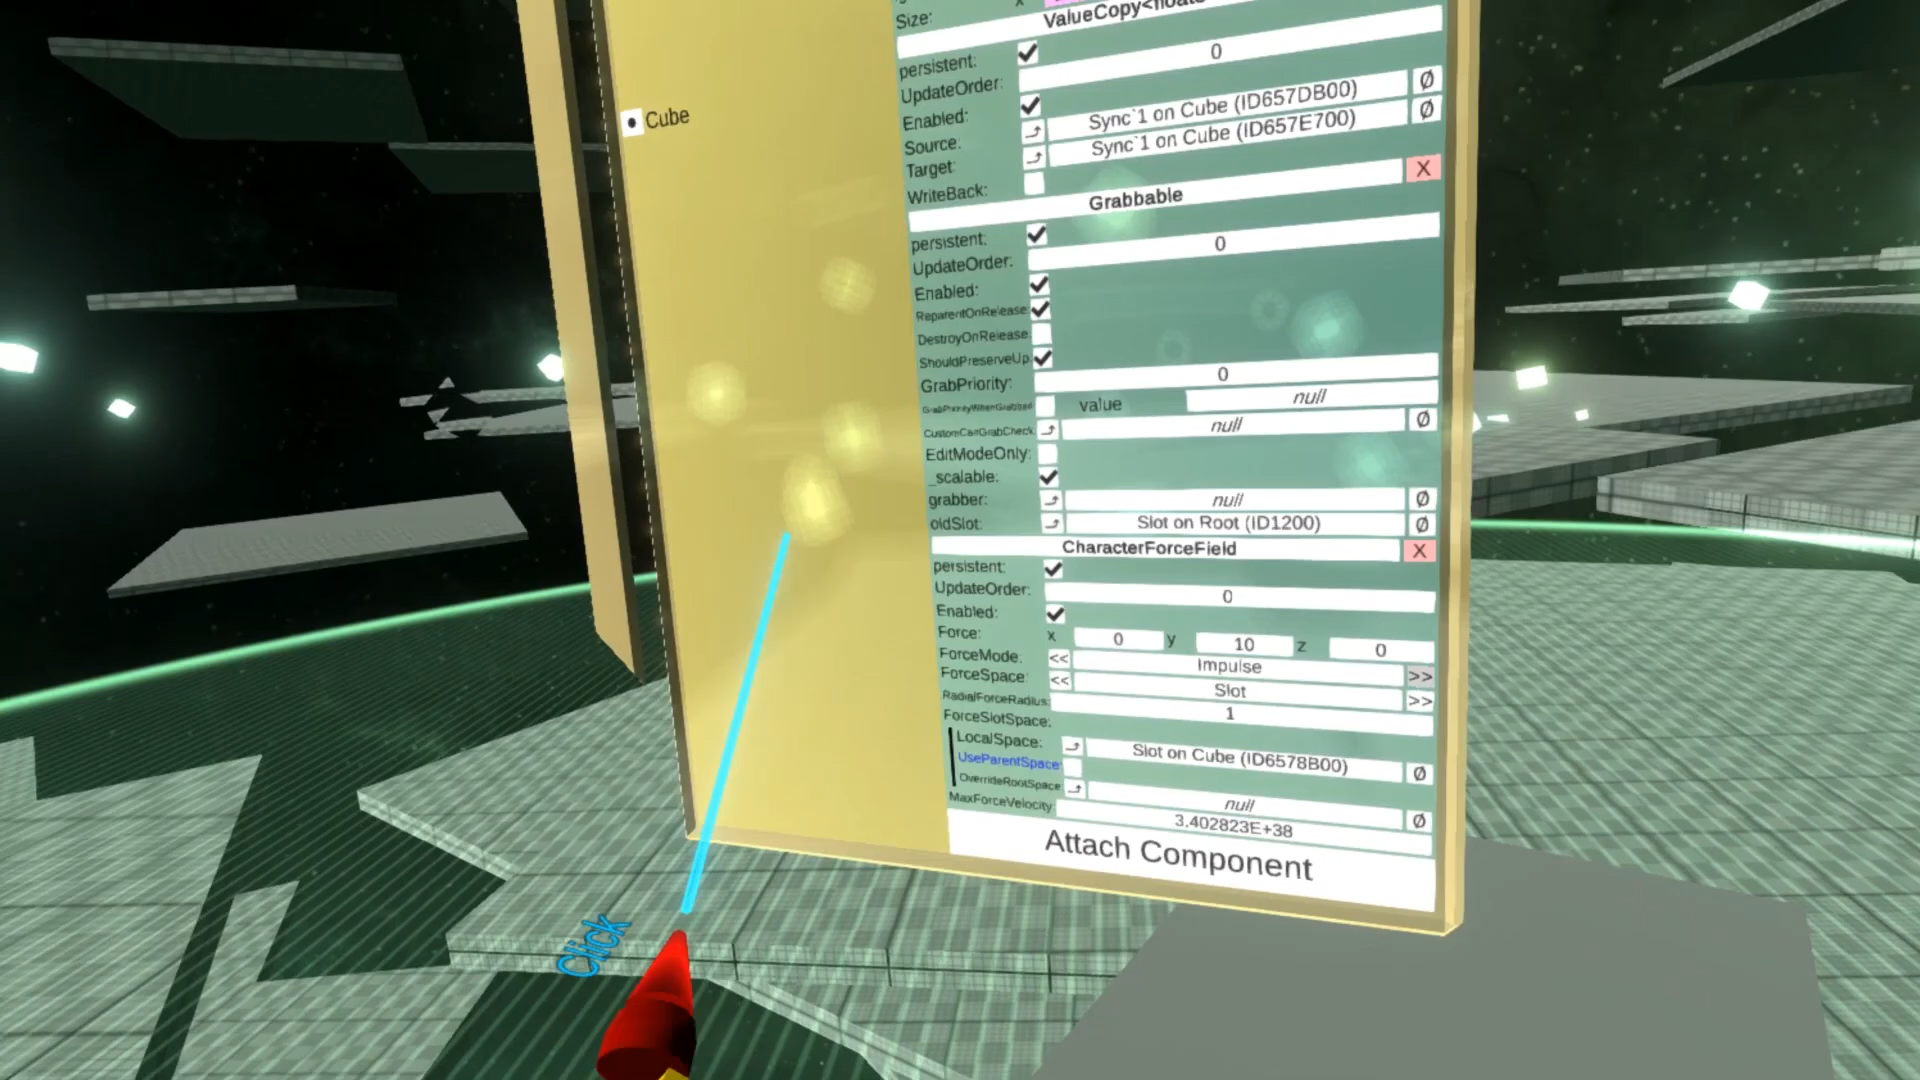 Size:
x
ValueCopy<float3
persistent:
UpdateOrder: 0
Enabled:
Source: Sync`1 on Cube (ID657DB00) Ø
Target: Sync`1 on Cube (ID657E700) Ø
WriteBack:
Cube
Grabbable X
persistent:
UpdateOrder: 0
Enabled:
ReparentOnRelease:
DestroyOnRelease
ShouldPreserveUp
GrabPriority: 0
GrabPriorityWhenGrabbed value null
CustomCanGrabCheck null Ø
EditModeOnly:
_scalable:
grabber: null Ø
oldSlot: Slot on Root (ID1200) Ø
CharacterForceField X
persistent:
UpdateOrder: 0
Enabled:
Force: x 0 y 10 z 0
ForceMode: << Impulse >>
ForceSpace: << Slot >>
RadialForceRadius: 1
ForceSlotSpace:
LocalSpace: Slot on Cube (ID6578B00) Ø
UseParentSpace:
OverrideRootSpace null Ø
MaxForceVelocity: 3.402823E+38
Attach Component
Click